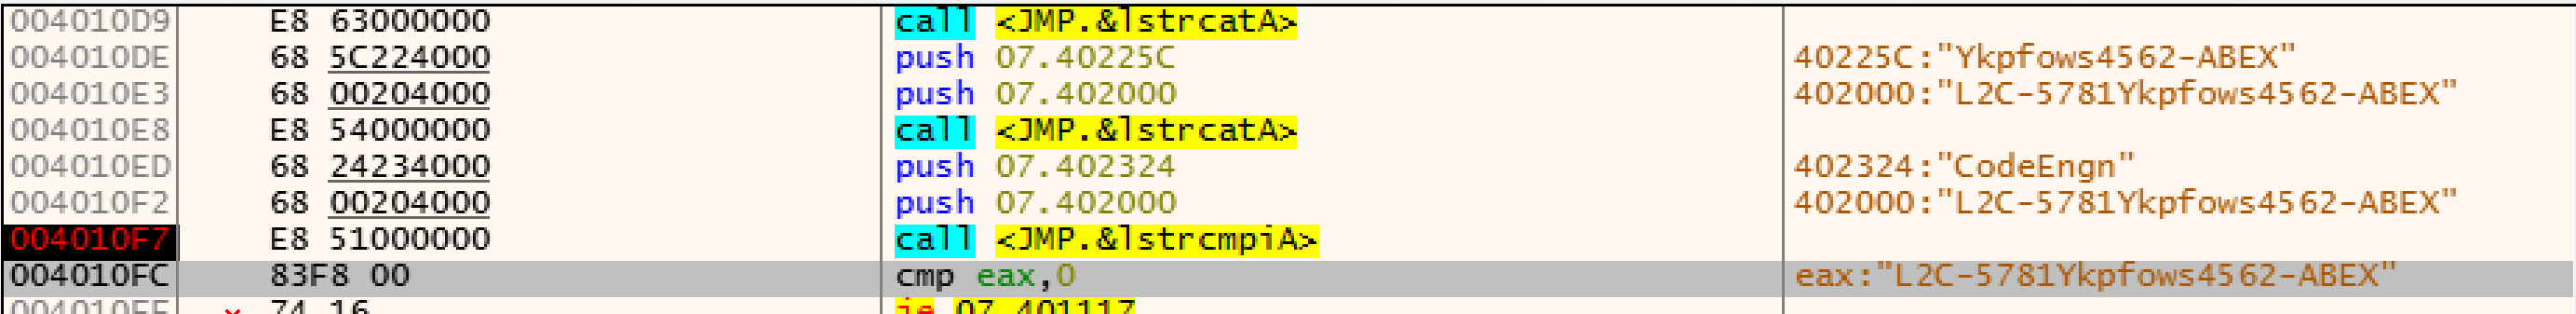 004010D9 E8 63000000 call <JMP.&lstrcatA>
004010DE 68 5C224000 push 07.40225C 40225C:"Ykpfows4562-ABEX"
004010E3 68 00204000 push 07.402000 402000:"L2C-5781Ykpfows4562-ABEX"
004010E8 E8 54000000 call <JMP.&lstrcatA>
004010ED 68 24234000 push 07.402324 402324:"CodeEngn"
004010F2 68 00204000 push 07.402000 402000:"L2C-5781Ykpfows4562-ABEX"
004010F7 E8 51000000 call <JMP.&lstrcmpiA>
004010FC 83F8 00 cmp eax,0 eax:"L2C-5781Ykpfows4562-ABEX"
004010FF 74 16 je 07.401117